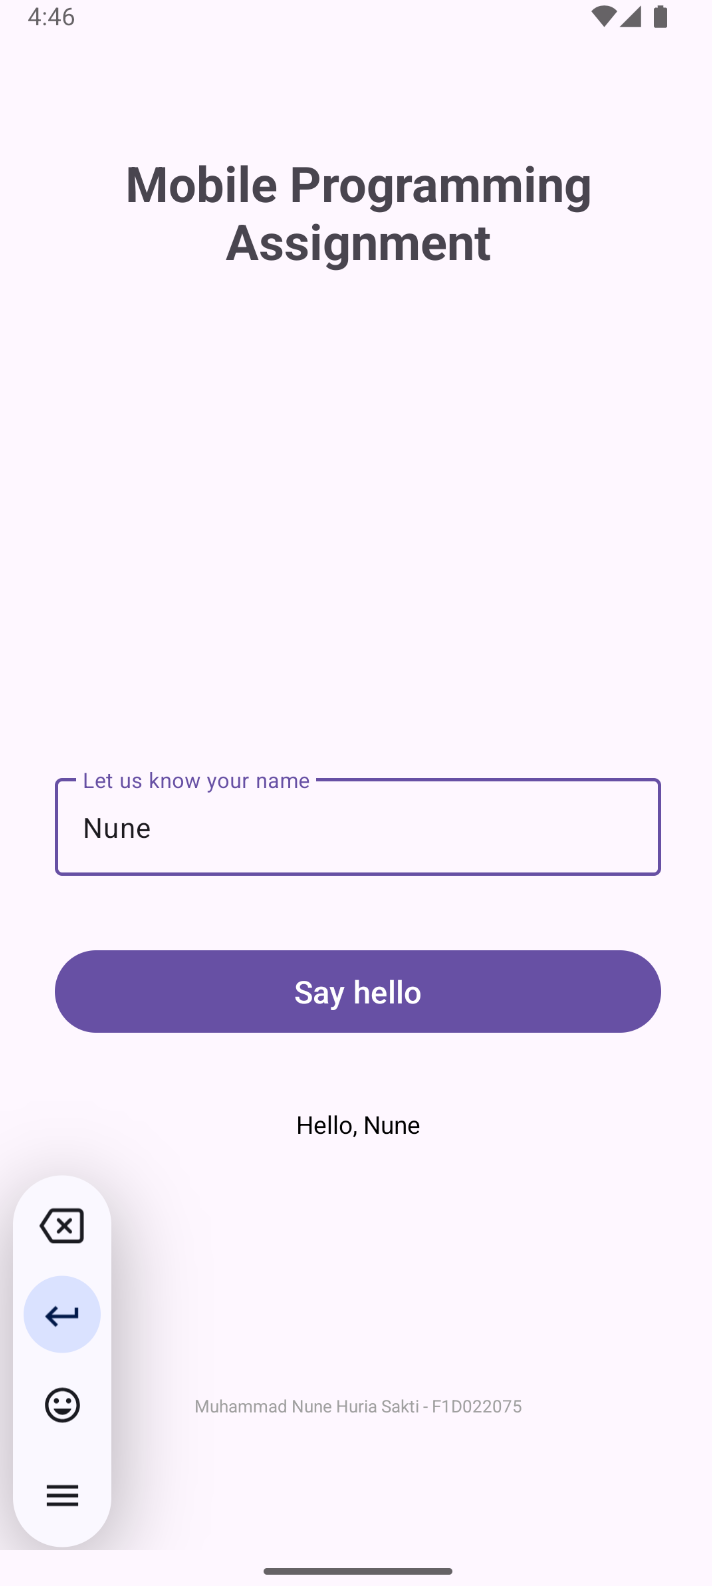 4:46
Mobile Programming
Assignment
Let us know your name
Nune
Say hello
Hello, Nune
Muhammad Nune Huria Sakti - F1D022075